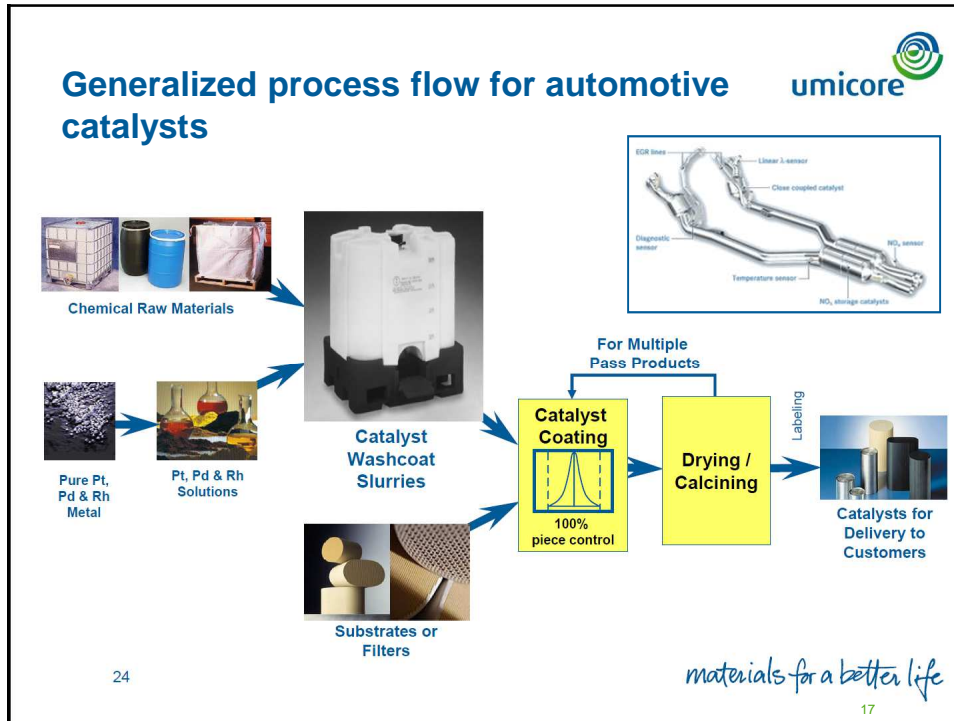 Generalized process flow for automotive
catalysts
umicore
EGR lines
Linear λ-sensor
Close coupled catalyst
Diagnostic
sensor
NOₓ sensor
Temperature sensor
NOₓ storage catalysts
Chemical Raw Materials
Pure Pt,
Pd & Rh
Metal
Pt, Pd & Rh
Solutions
Catalyst
Washcoat
Slurries
Substrates or
Filters
For Multiple
Pass Products
Catalyst
Coating
100%
piece control
Drying /
Calcining
Labeling
Catalysts for
Delivery to
Customers
24
materials for a better life
17